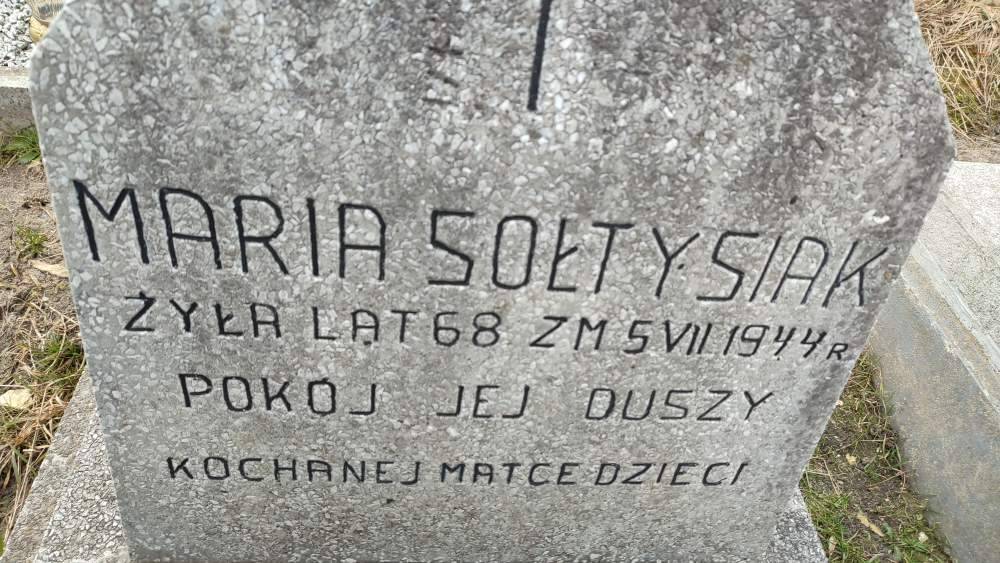 MARIA SOŁTYSIAK
ŻYŁA LAT 68 ZM 5 VII 1944 R
POKÓJ JEJ DUSZY
KOCHANEJ MATCE DZIECI